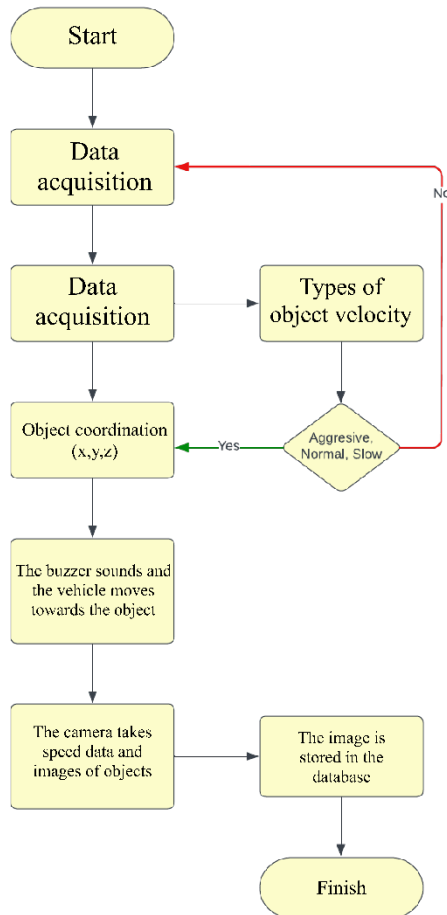 Start
Data
acquisition
No
Data
acquisition
Types of
object velocity
Object coordination
(x,y,z)
Yes
Aggresive,
Normal, Slow
The buzzer sounds and
the vehicle moves
towards the object
The camera takes
speed data and
images of objects
The image is
stored in the
database
Finish